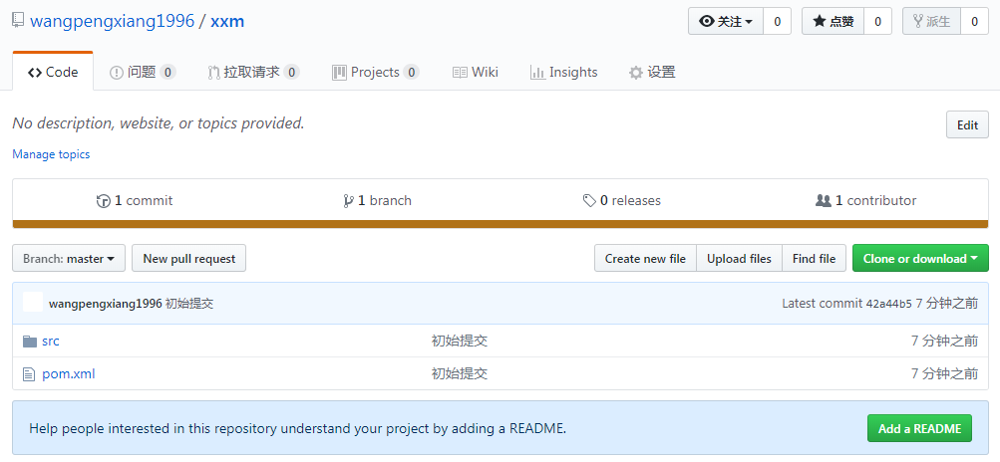 wangpengxiang1996 / xxm 关注 0 点赞 0 派生 0
Code 问题 0 拉取请求 0 Projects 0 Wiki Insights 设置
No description, website, or topics provided. Edit
Manage topics
1 commit 1 branch 0 releases 1 contributor
Branch: master New pull request Create new file Upload files Find file Clone or download
wangpengxiang1996 初始提交 Latest commit 42a44b5 7 分钟之前
src 初始提交 7 分钟之前
pom.xml 初始提交 7 分钟之前
Help people interested in this repository understand your project by adding a README. Add a README